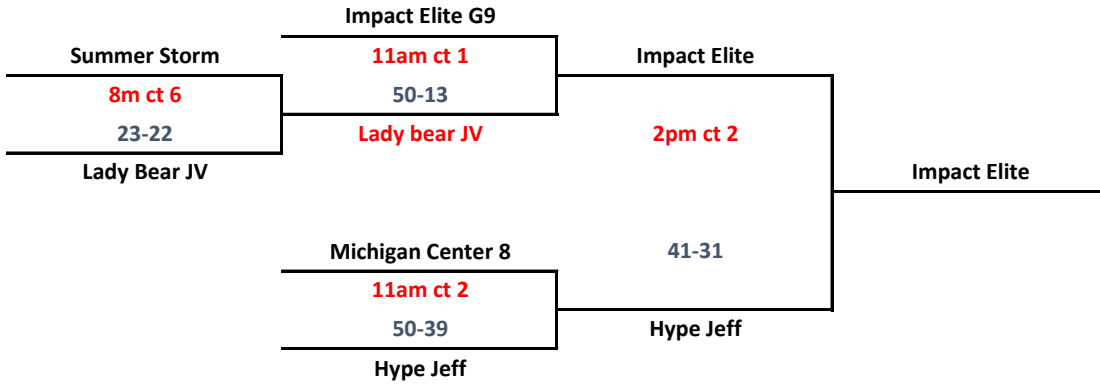 Impact Elite G9
Summer Storm
11am ct 1
Impact Elite
8m ct 6
50-13
23-22
Lady bear JV
2pm ct 2
Lady Bear JV
Impact Elite
Michigan Center 8
41-31
11am ct 2
50-39
Hype Jeff
Hype Jeff